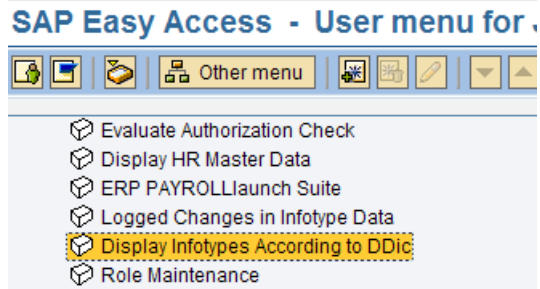 SAP Easy Access - User menu for
Other menu
Evaluate Authorization Check
Display HR Master Data
ERP PAYROLLlaunch Suite
Logged Changes in Infotype Data
Display Infotypes According to DDic
Role Maintenance